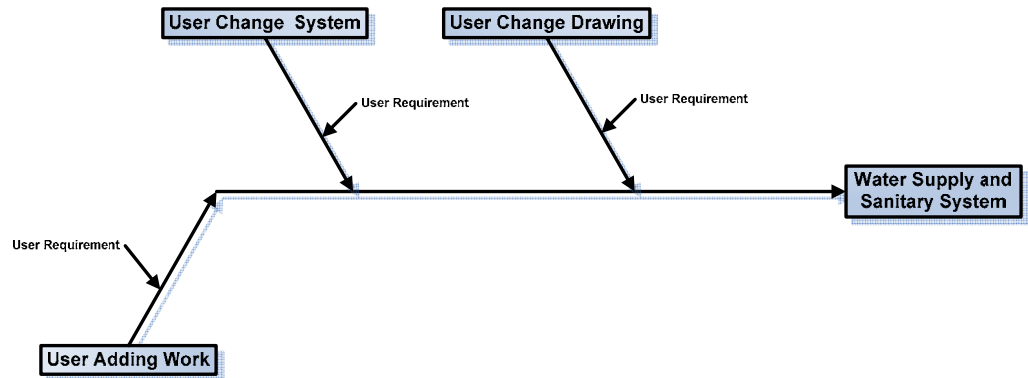 User Change System
User Change Drawing
User Requirement
User Requirement
Water Supply and
Sanitary System
User Requirement
User Adding Work